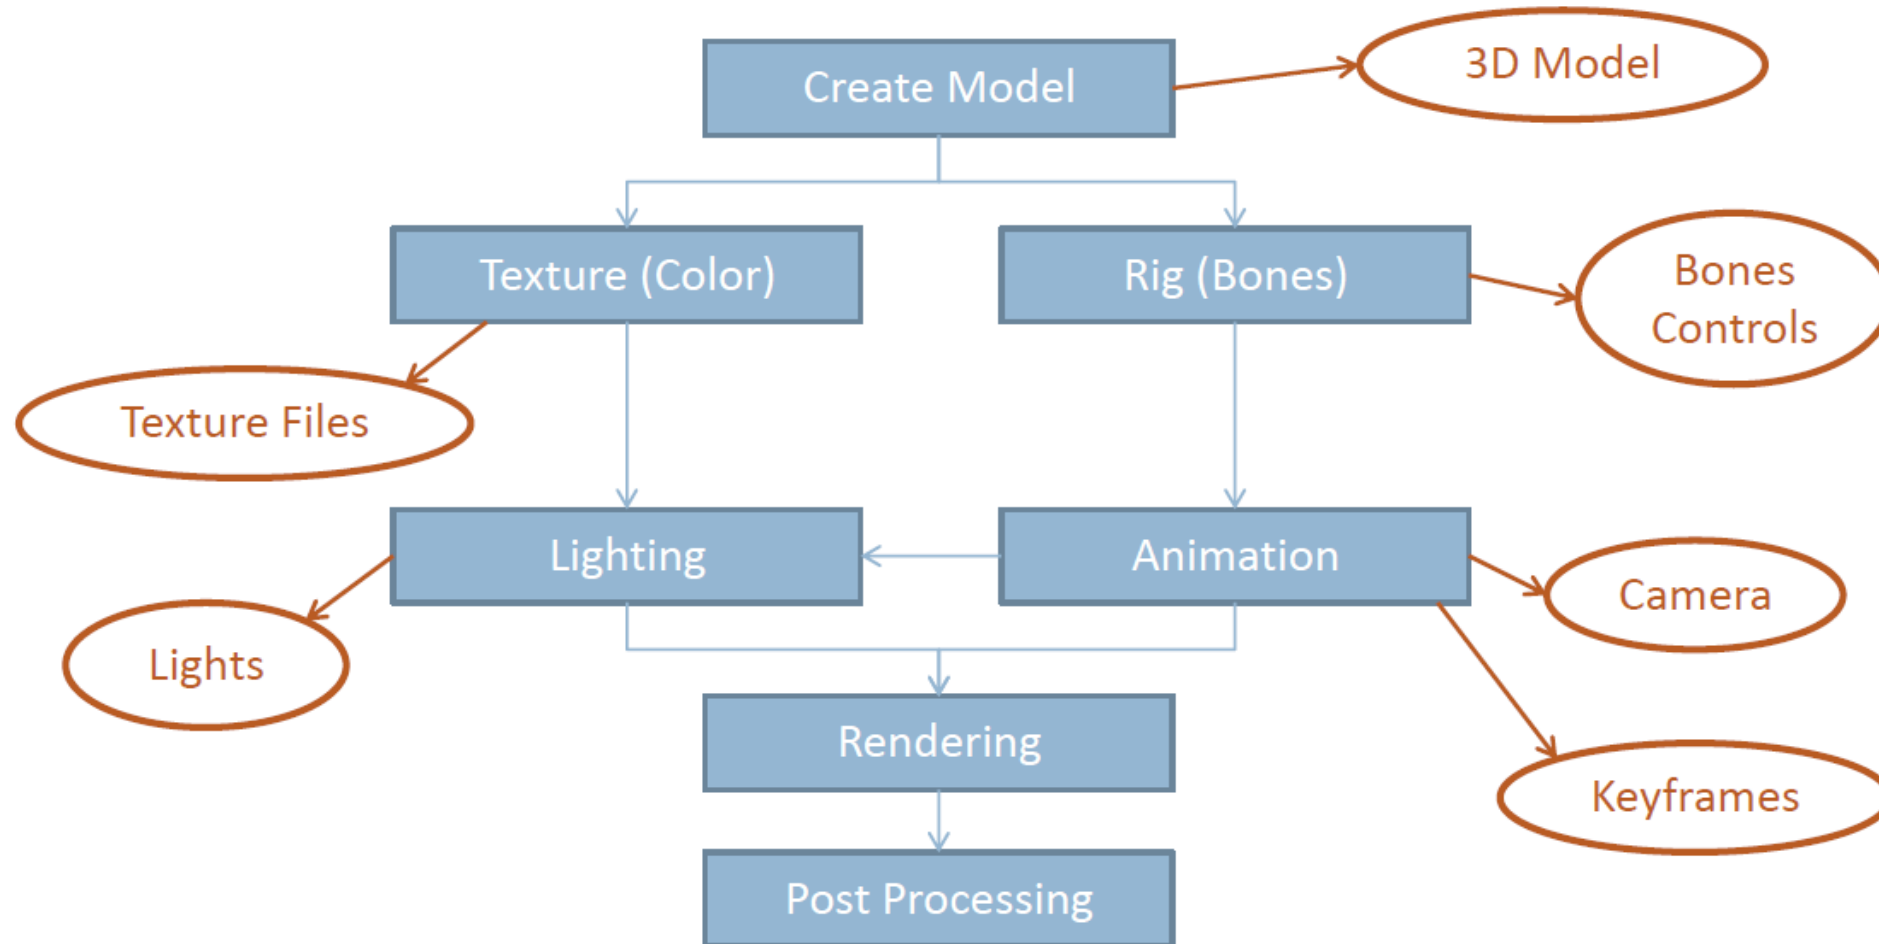 Create Model
3D Model
Texture (Color)
Rig (Bones)
Bones
Controls
Texture Files
Lighting
Animation
Camera
Lights
Rendering
Keyframes
Post Processing